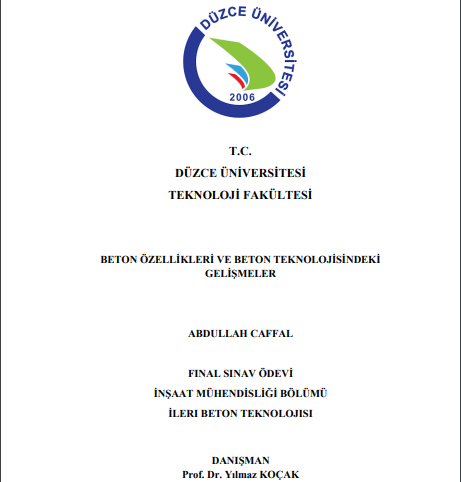 DÜZCE ÜNİVERSİTESİ
2006
T.C.
DÜZCE ÜNİVERSİTESİ
TEKNOLOJİ FAKÜLTESİ
BETON ÖZELLİKLERİ VE BETON TEKNOLOJİSİNDEKİ
GELİŞMELER
ABDULLAH CAFFAL
FINAL SINAV ÖDEVİ
İNŞAAT MÜHENDİSLİĞİ BÖLÜMÜ
İLERI BETON TEKNOLOJISI
DANIŞMAN
Prof. Dr. Yılmaz KOÇAK